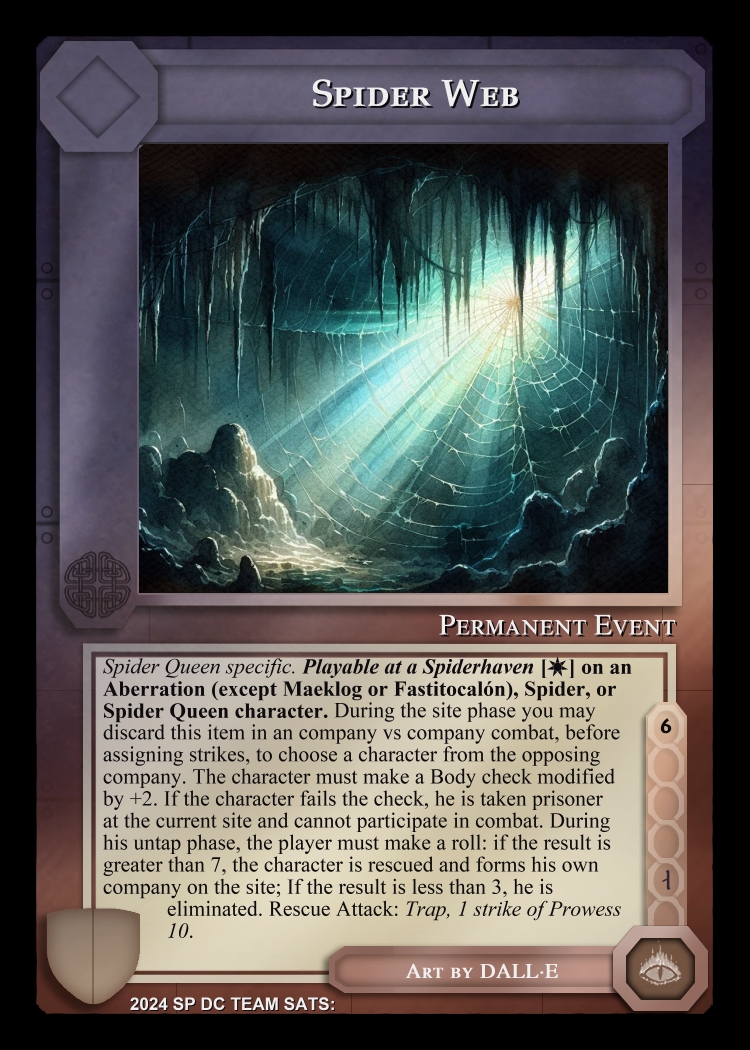 SPIDER WEB
PERMANENT EVENT
Spider Queen specific. Playable at a Spiderhaven [☀] on an
Aberration (except Maeklog or Fastitocalón), Spider, or
Spider Queen character. During the site phase you may
discard this item in an company vs company combat, before
assigning strikes, to choose a character from the opposing
company. The character must make a Body check modified
by +2. If the character fails the check, he is taken prisoner
at the current site and cannot participate in combat. During
his untap phase, the player must make a roll: if the result is
greater than 7, the character is rescued and forms his own
company on the site; If the result is less than 3, he is
eliminated. Rescue Attack: Trap, 1 strike of Prowess
10.
6
ART BY DALL·E
2024 SP DC TEAM SATS: